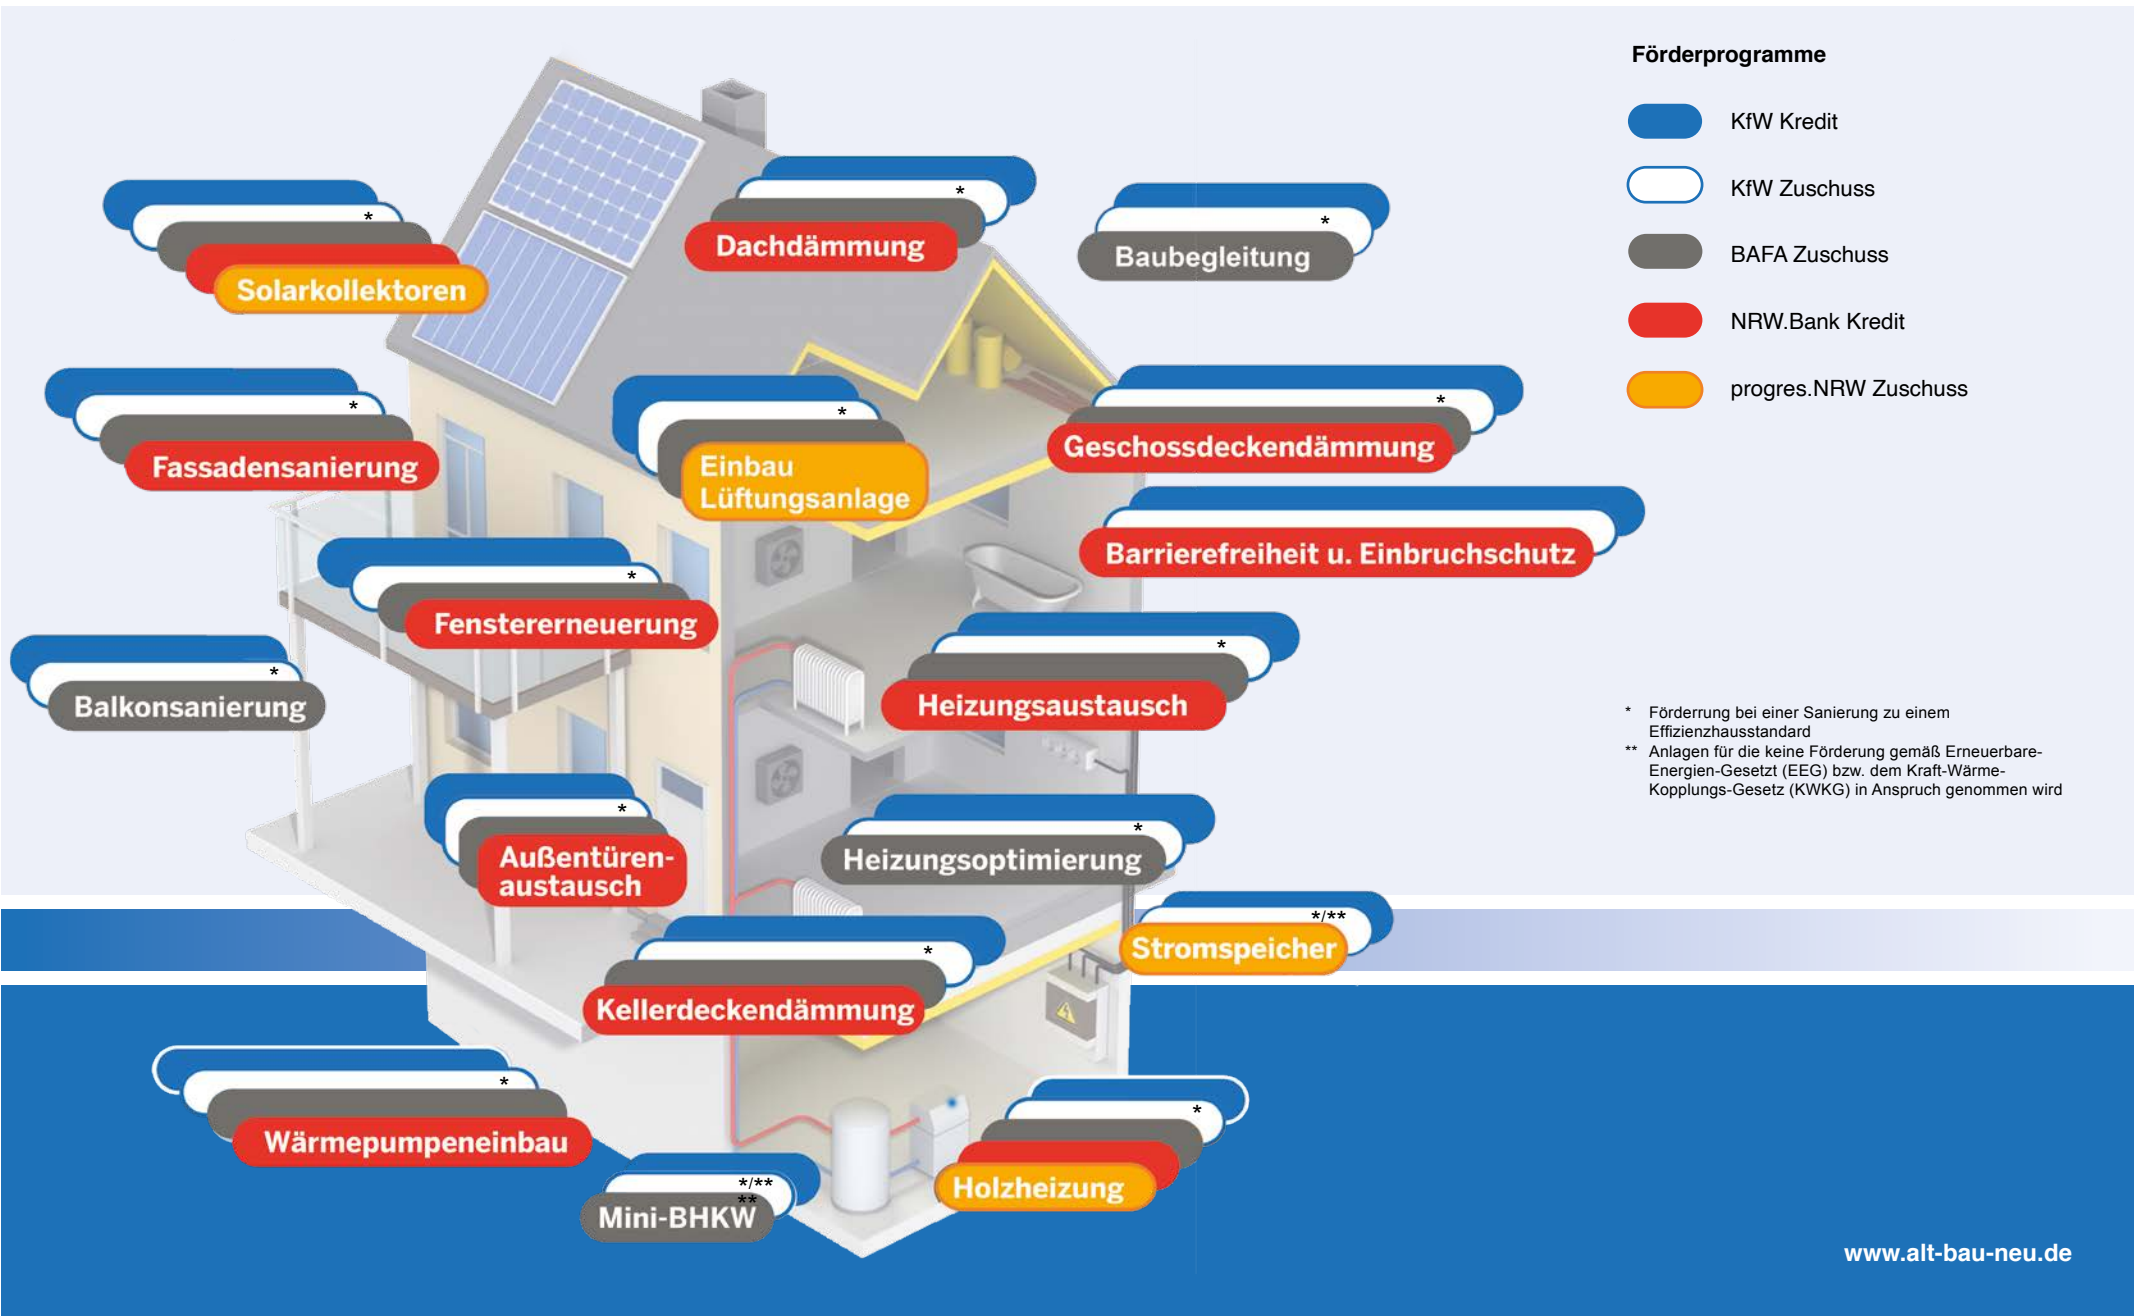 Förderprogramme
KfW Kredit
KfW Zuschuss
BAFA Zuschuss
NRW.Bank Kredit
progres.NRW Zuschuss
*
Dachdämmung
*
Baubegleitung
*
Solarkollektoren
*
Fassadensanierung
*
Einbau
Lüftungsanlage
*
Geschossdeckendämmung
Barrierefreiheit u. Einbruchschutz
*
Fenstererneuerung
*
Balkonsanierung
*
Heizungsaustausch
* Förderrung bei einer Sanierung zu einem
Effizienzhausstandard
** Anlagen für die keine Förderung gemäß Erneuerbare-
Energien-Gesetzt (EEG) bzw. dem Kraft-Wärme-
Kopplungs-Gesetz (KWKG) in Anspruch genommen wird
*
Außentüren-
austausch
*
Heizungsoptimierung
*/**
Stromspeicher
*
Kellerdeckendämmung
*
Wärmepumpeneinbau
*
Holzheizung
*/**
**
Mini-BHKW
www.alt-bau-neu.de